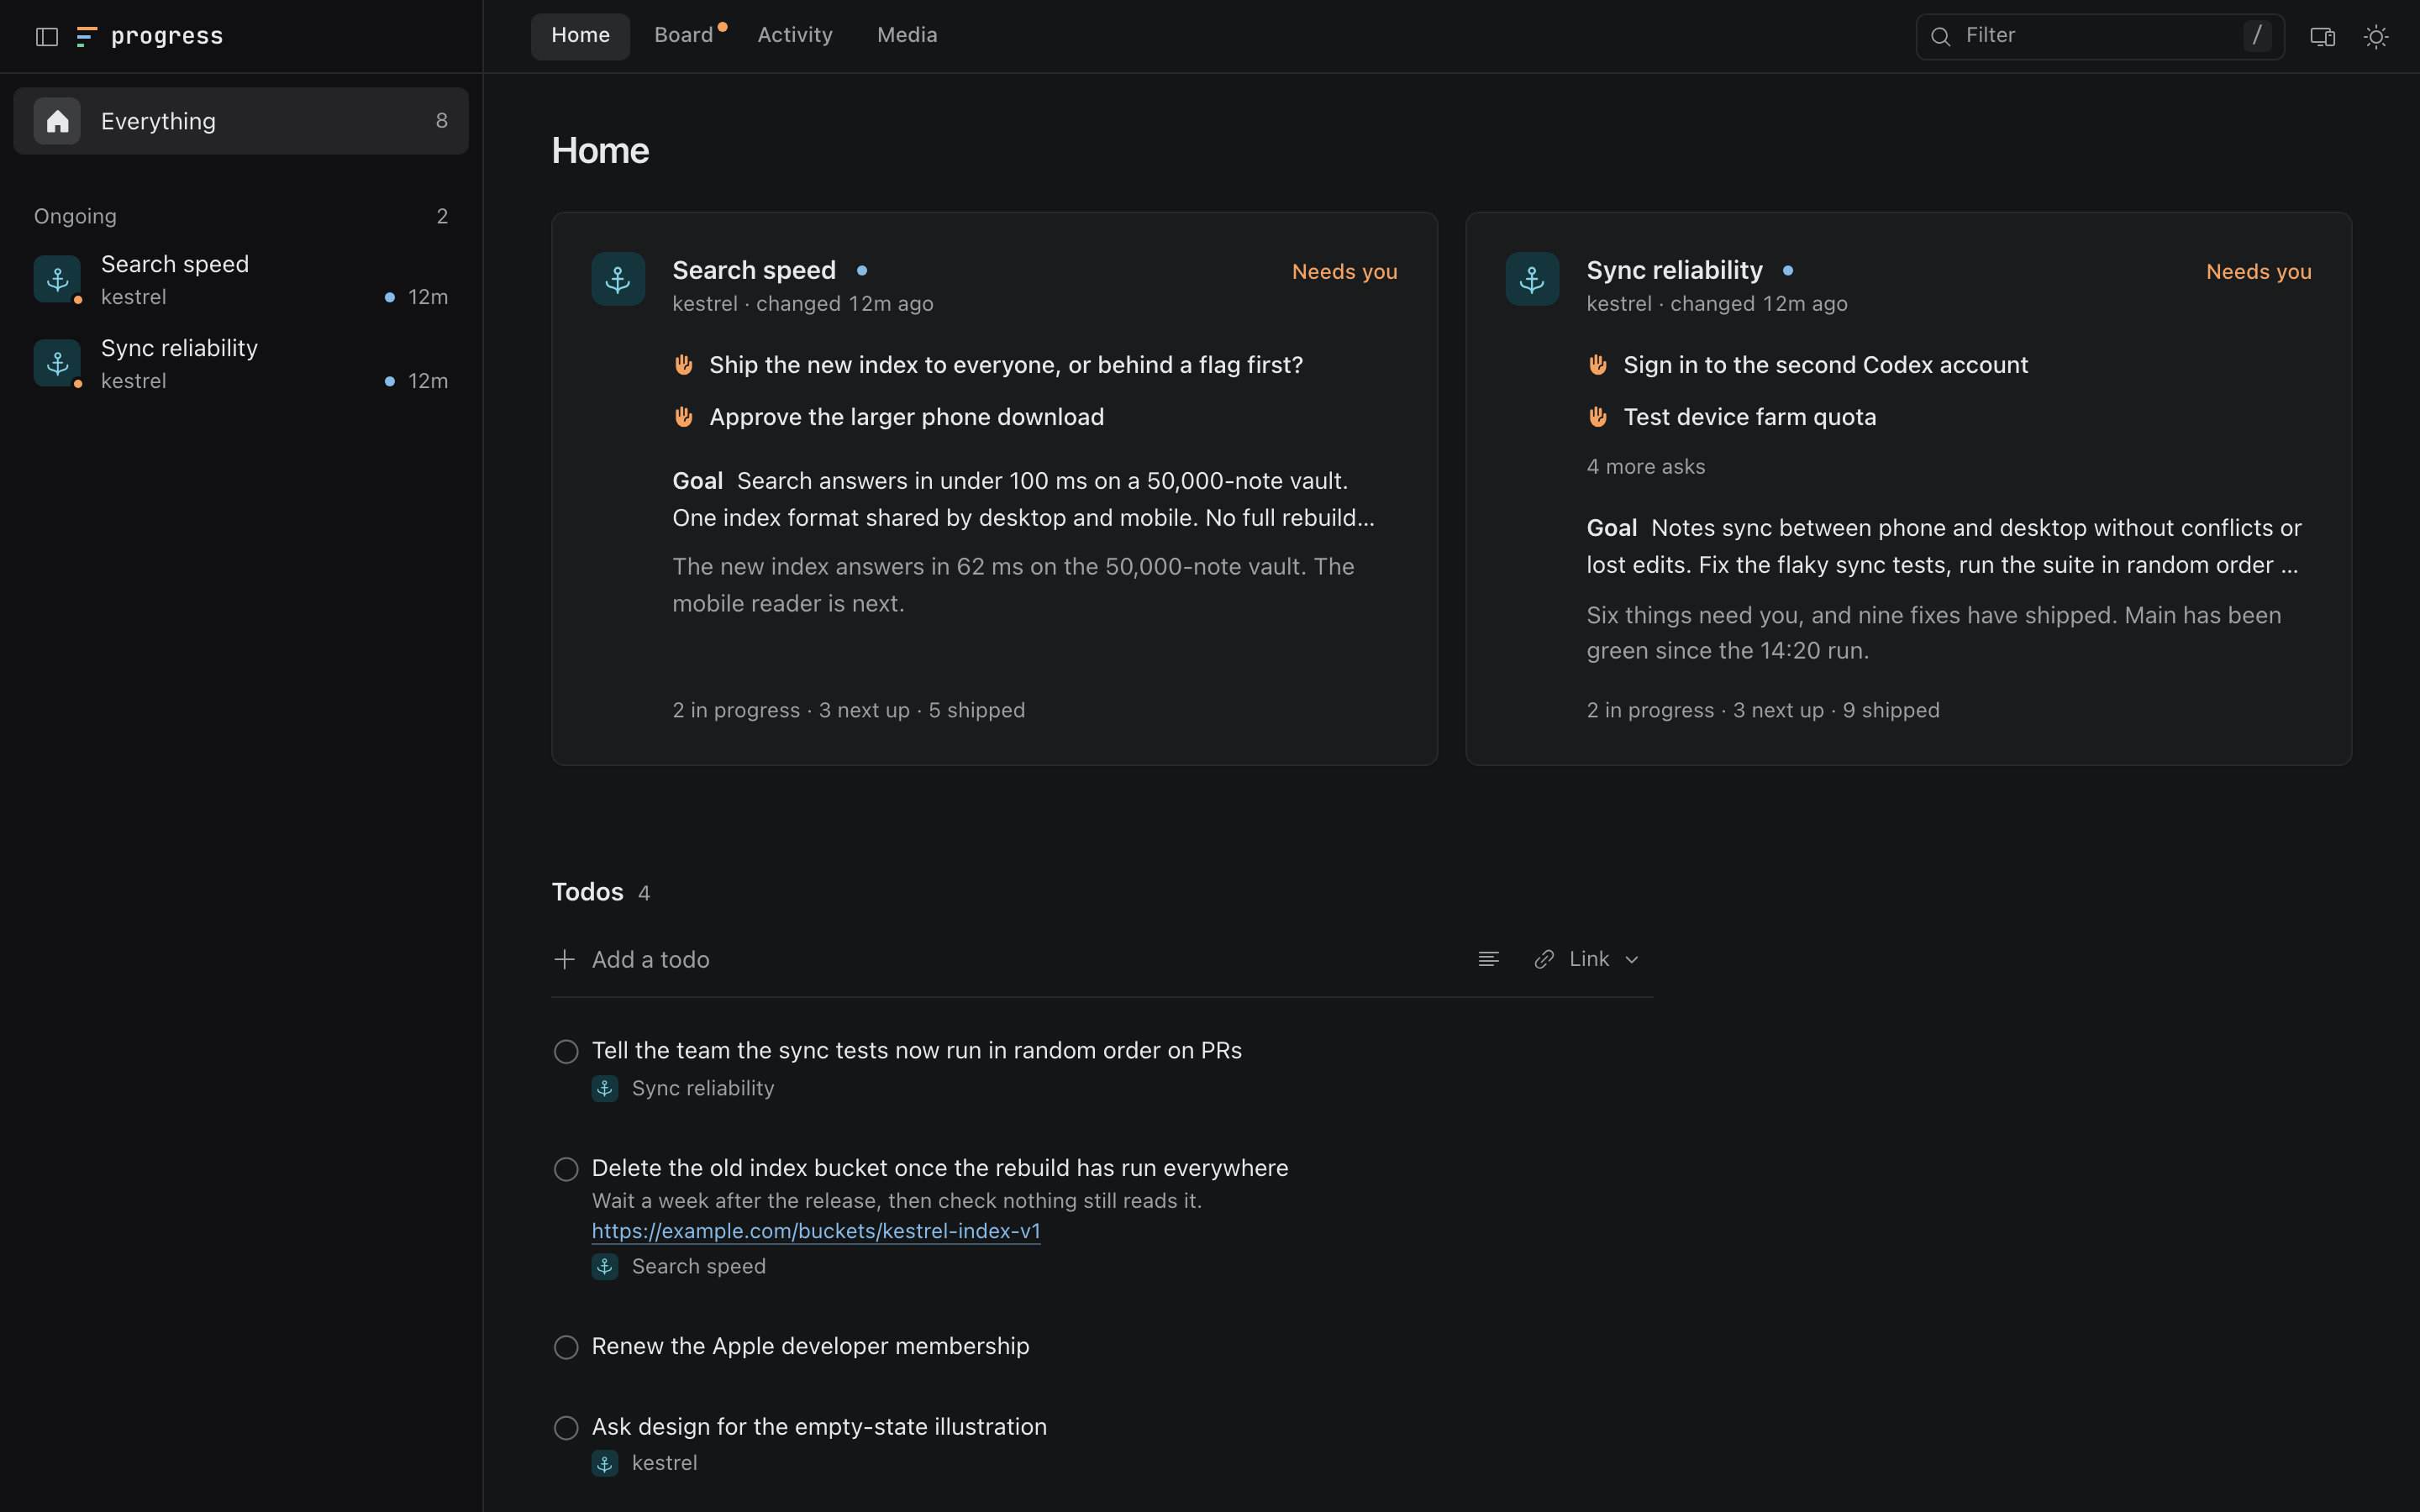 progress
Home
Board
Activity
Media
Filter
/
Everything
8
Ongoing
2
Search speed
kestrel
12m
Sync reliability
kestrel
12m
Home
Search speed
Needs you
kestrel · changed 12m ago
Ship the new index to everyone, or behind a flag first?
Approve the larger phone download
Goal Search answers in under 100 ms on a 50,000-note vault.
One index format shared by desktop and mobile. No full rebuild...
The new index answers in 62 ms on the 50,000-note vault. The
mobile reader is next.
2 in progress · 3 next up · 5 shipped
Sync reliability
Needs you
kestrel · changed 12m ago
Sign in to the second Codex account
Test device farm quota
4 more asks
Goal Notes sync between phone and desktop without conflicts or
lost edits. Fix the flaky sync tests, run the suite in random order ...
Six things need you, and nine fixes have shipped. Main has been
green since the 14:20 run.
2 in progress · 3 next up · 9 shipped
Todos 4
Add a todo
Link
Tell the team the sync tests now run in random order on PRs
Sync reliability
Delete the old index bucket once the rebuild has run everywhere
Wait a week after the release, then check nothing still reads it.
https://example.com/buckets/kestrel-index-v1
Search speed
Renew the Apple developer membership
Ask design for the empty-state illustration
kestrel